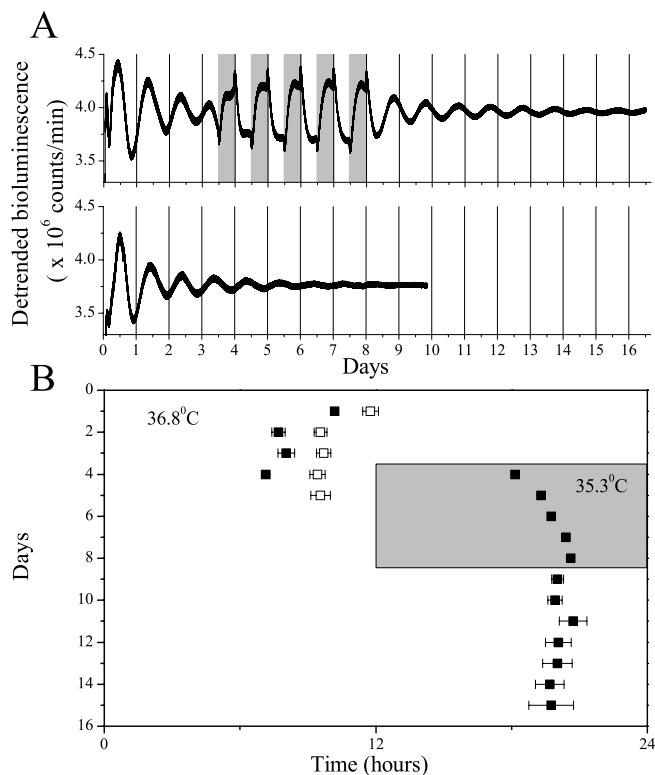 A
Detrended bioluminescence
( x 10⁶ counts/min)
4.5
4.0
3.5
4.5
4.0
3.5
0 1 2 3 4 5 6 7 8 9 10 11 12 13 14 15 16
Days
B
36.8⁰C
35.3⁰C
Days
0
2
4
6
8
10
12
14
16
0 12 24
Time (hours)